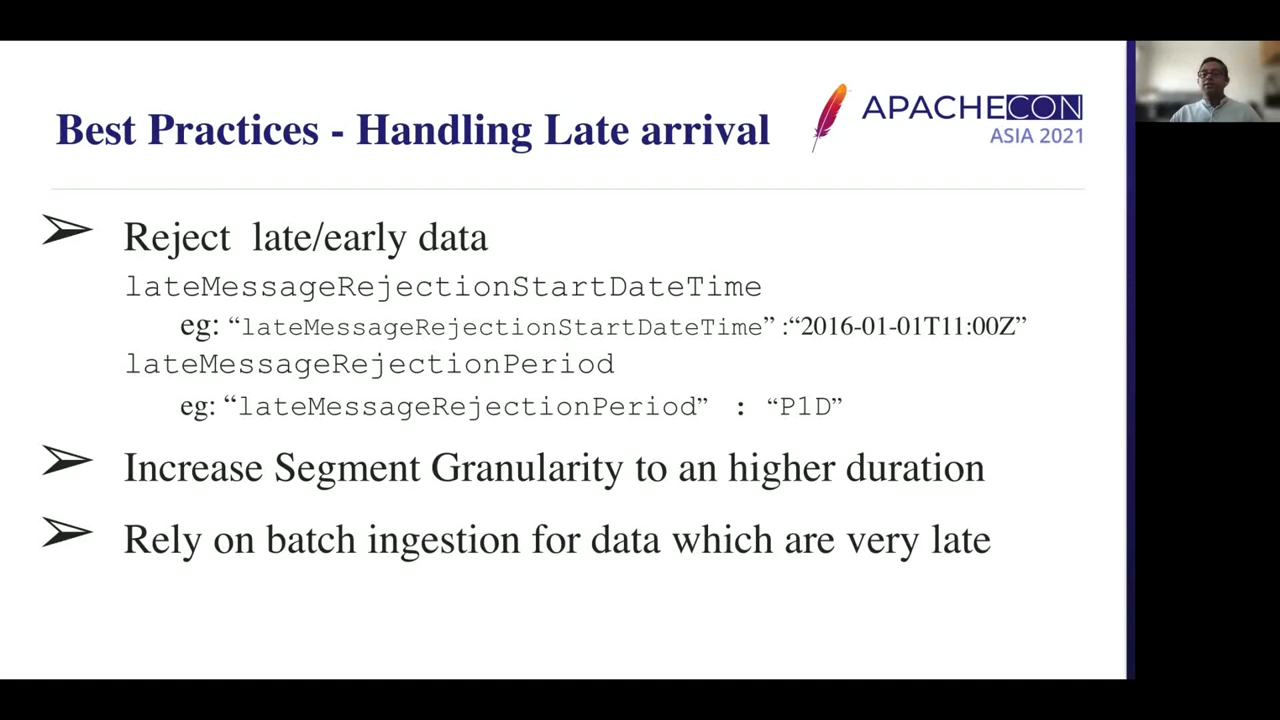 Best Practices - Handling Late arrival
APACHECON
ASIA 2021
Reject late/early data
lateMessageRejectionStartDateTime
eg: “lateMessageRejectionStartDateTime” :“2016-01-01T11:00Z”
lateMessageRejectionPeriod
eg: “lateMessageRejectionPeriod” : “P1D”
Increase Segment Granularity to an higher duration
Rely on batch ingestion for data which are very late